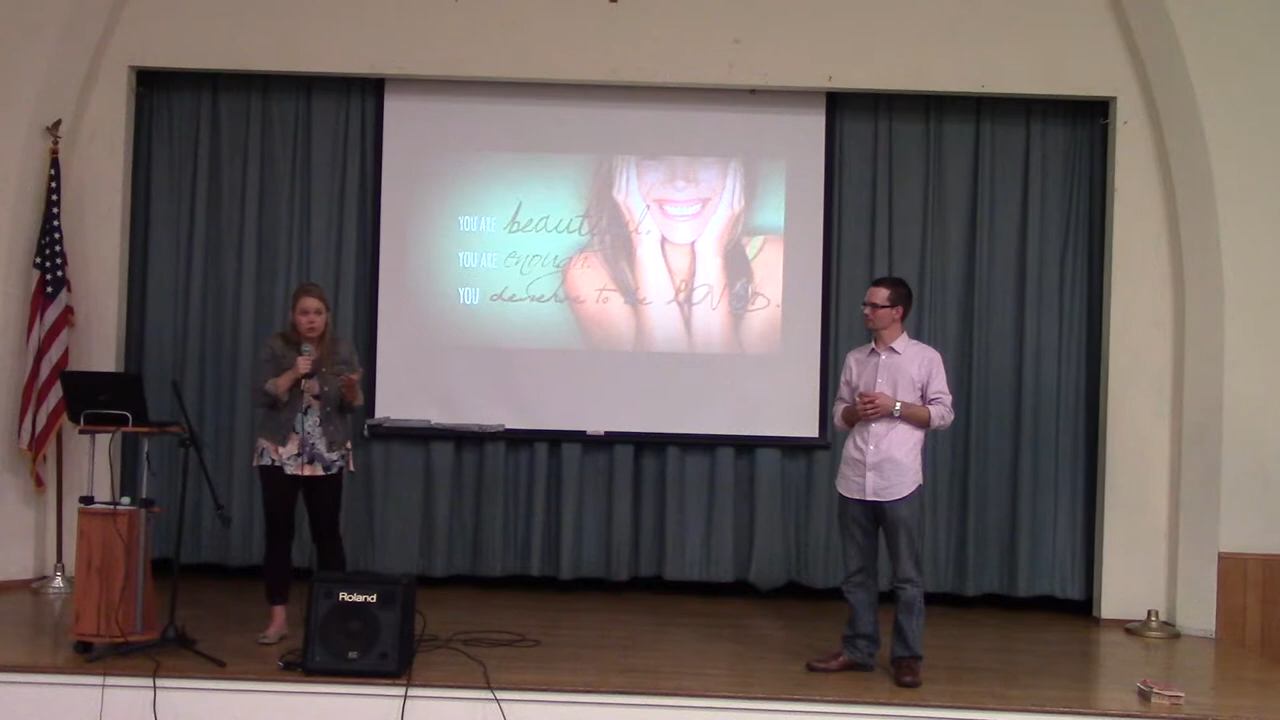 YOU ARE beautiful.
YOU ARE enough.
YOU deserve to be LOVED.
Roland